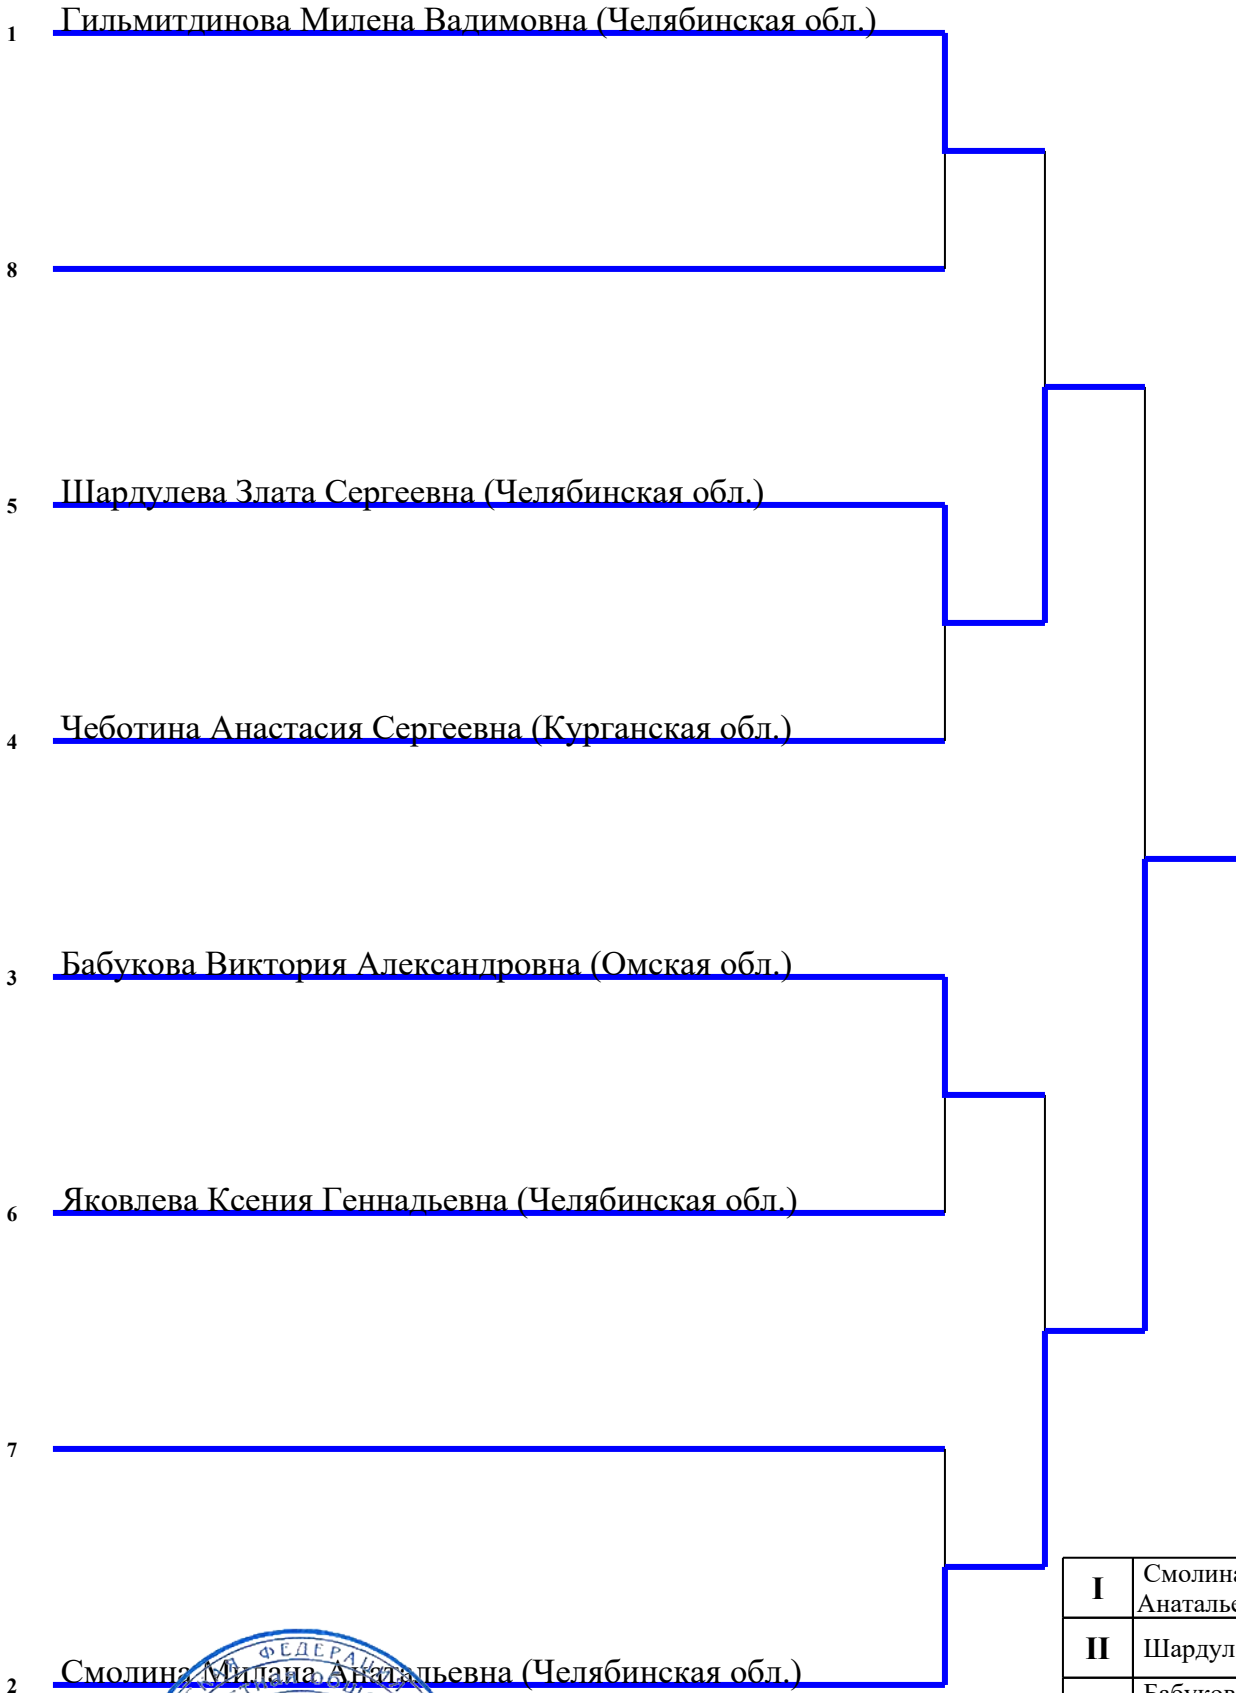 1 Гильмитдинова Милена Вадимовна (Челябинская обл.)
8
5 Шардулева Злата Сергеевна (Челябинская обл.)
4 Чеботина Анастасия Сергеевна (Курганская обл.)
3 Бабукова Виктория Александровна (Омская обл.)
6 Яковлева Ксения Геннадьевна (Челябинская обл.)
7
I Смолина
Анаталье
II Шардул
Бабуков
2 Смолина Милана Анатальевна (Челябинская обл.)